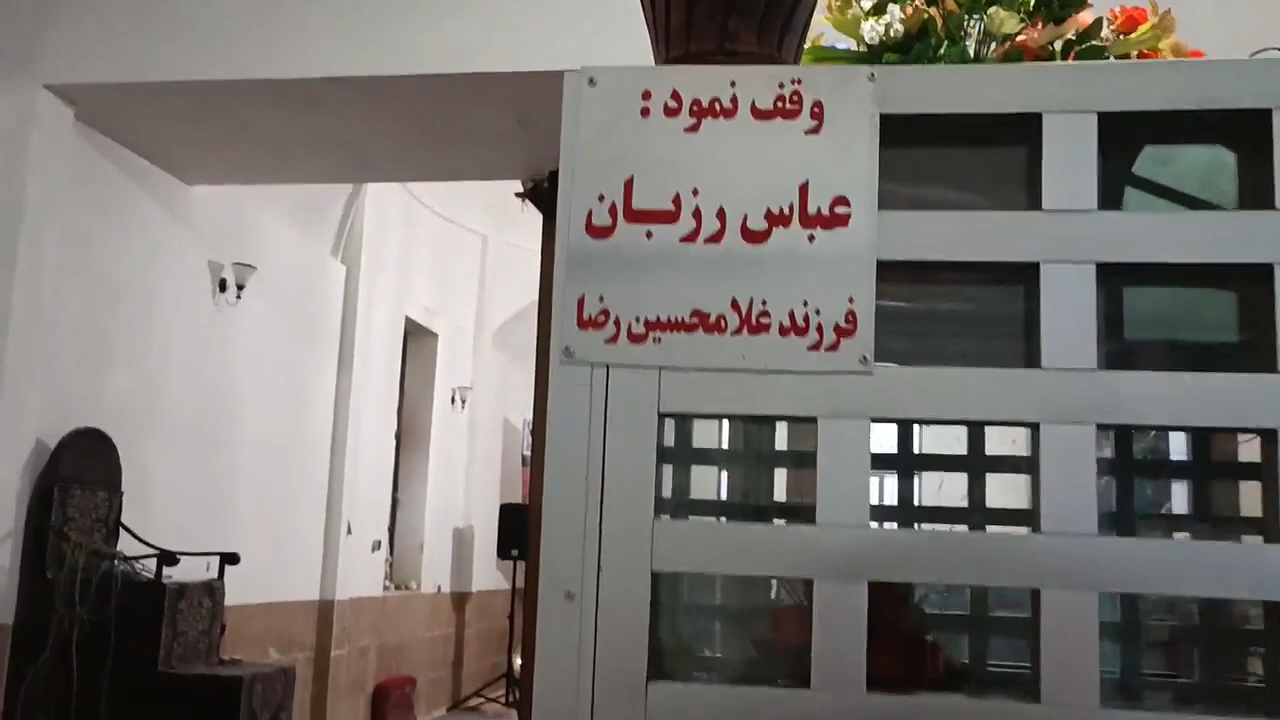 وقف نمود :
عباس رزبان
فرزند غلامحسین رضا